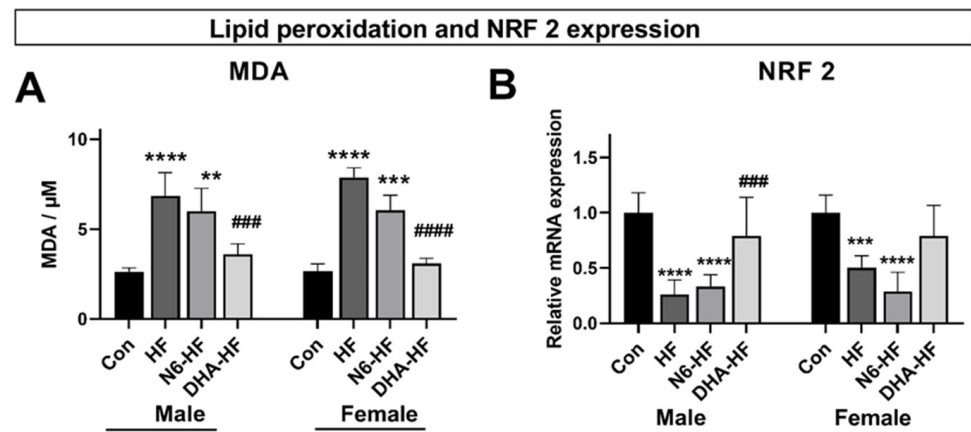 Lipid peroxidation and NRF 2 expression
A
MDA
MDA / µM
10
5
0
**** ** ### **** *** ####
Con HF N6-HF DHA-HF Con HF N6-HF DHA-HF
Male Female
B
NRF 2
Relative mRNA expression
1.5
1.0
0.5
0.0
**** **** ### *** ****
Con HF N6-HF DHA-HF Con HF N6-HF DHA-HF
Male Female